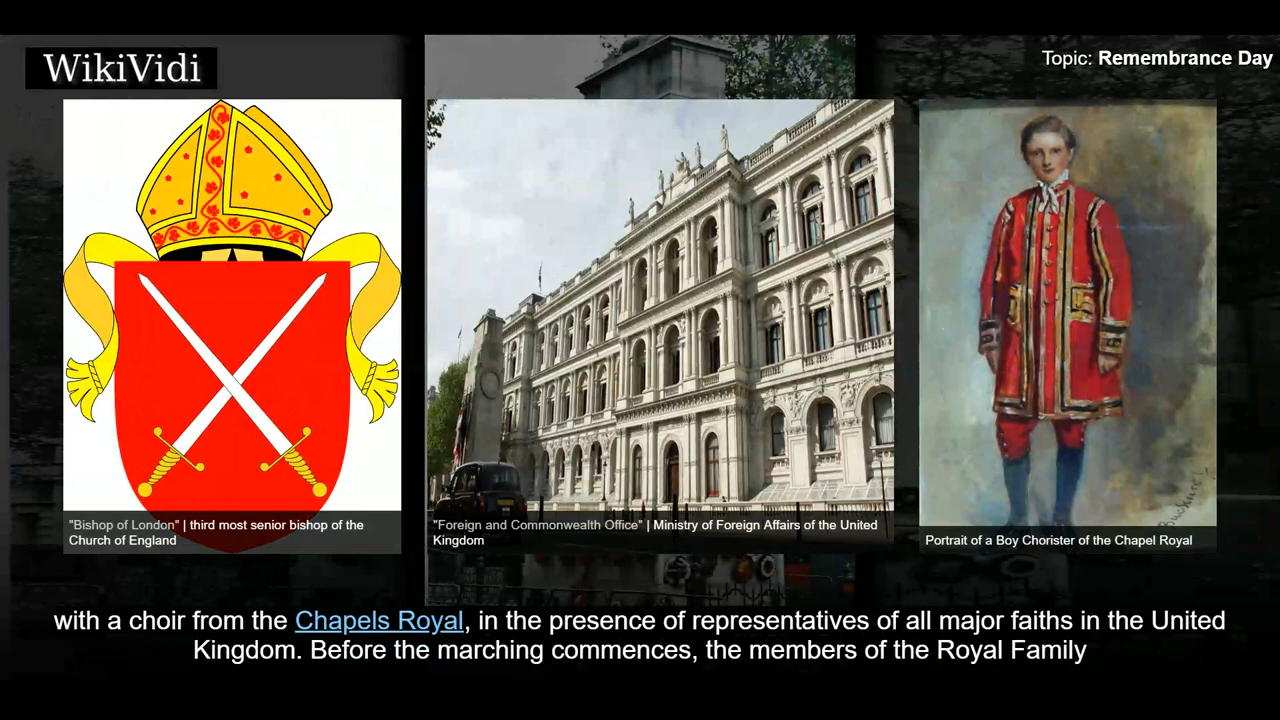 WikiVidi
Topic: Remembrance Day
"Bishop of London" | third most senior bishop of the
Church of England
"Foreign and Commonwealth Office" | Ministry of Foreign Affairs of the United
Kingdom
Portrait of a Boy Chorister of the Chapel Royal
with a choir from the Chapels Royal, in the presence of representatives of all major faiths in the United
Kingdom. Before the marching commences, the members of the Royal Family